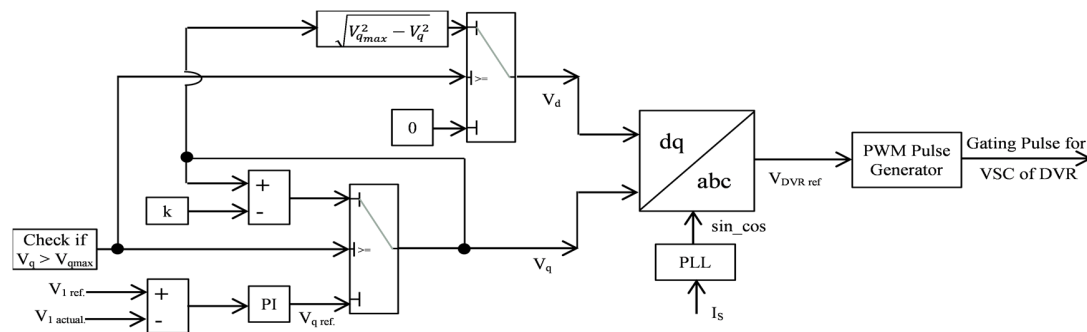 √V²qmax − V²q
>=
0
Vd
dq
abc
VDVR ref
PWM Pulse
Generator
Gating Pulse for
VSC of DVR
+
-
k
Check if
Vq > Vqmax
>=
Vq
sin_cos
PLL
IS
V1 ref.
V1 actual.
+
-
PI
Vq ref.